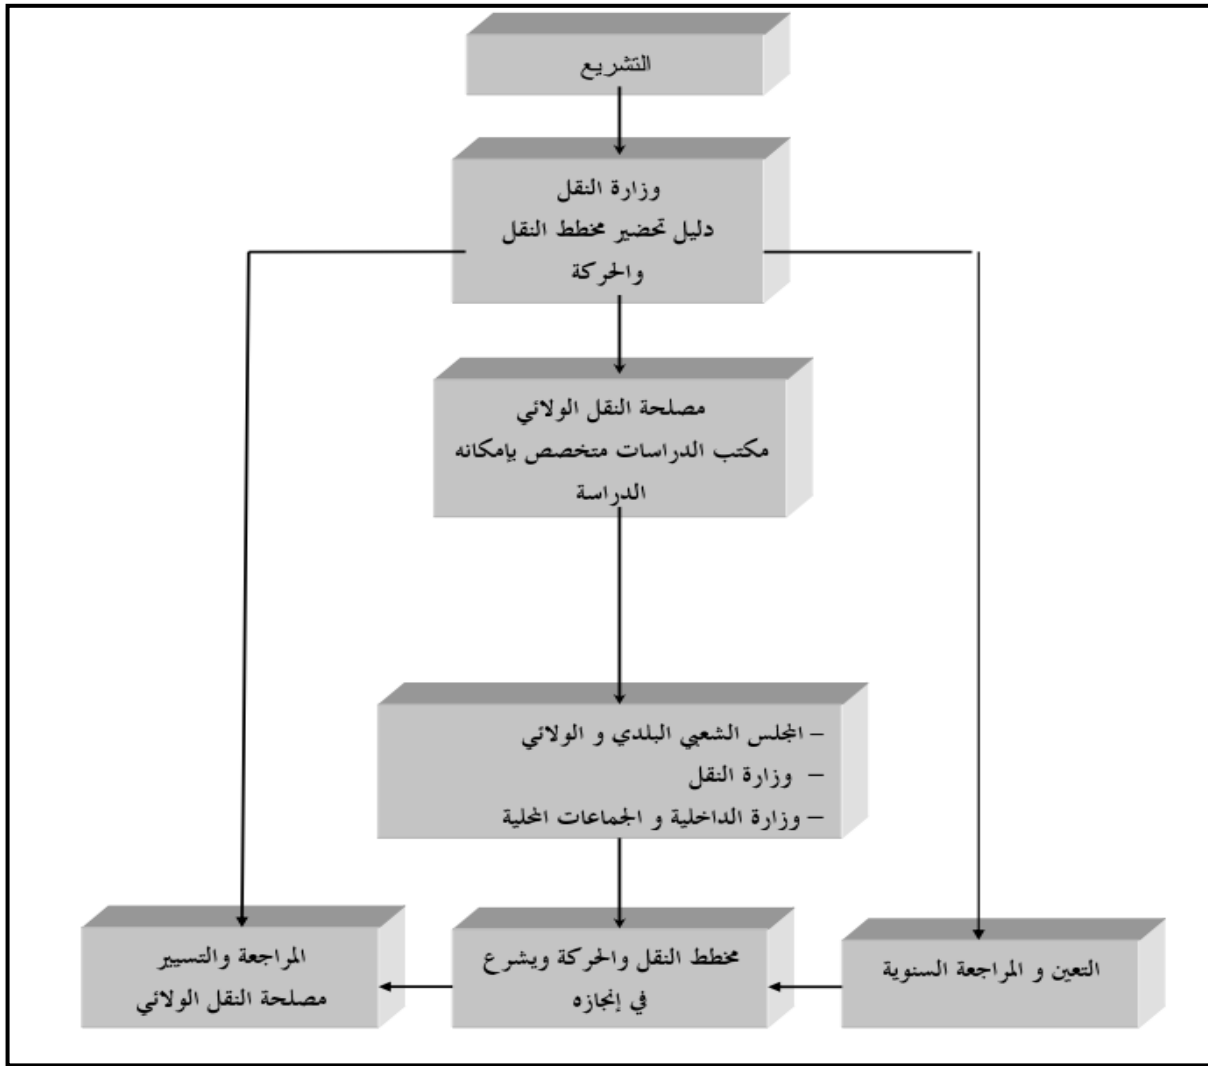 التشريع
وزارة النقل
دليل تحضير مخطط النقل
والحركة
مصلحة النقل الولائي
مكتب الدراسات متخصص بإمكانه
الدراسة
– المجلس الشعبي البلدي و الولائي
– وزارة النقل
– وزارة الداخلية و الجماعات المحلية
التعين و المراجعة السنوية
مخطط النقل والحركة ويشرع
في إنجازه
المراجعة والتسيير
مصلحة النقل الولائي